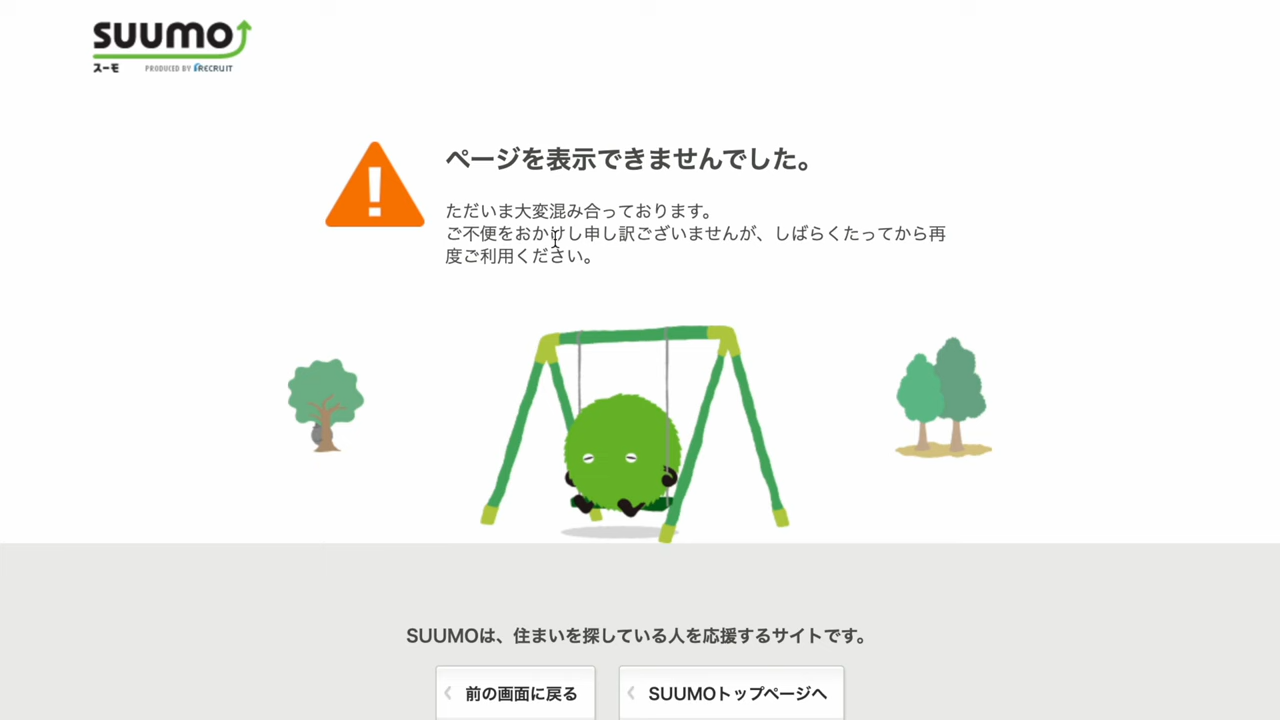 SUUMO
スーモ PRODUCED BY RECRUIT
ページを表示できませんでした。
ただいま大変混み合っております。
ご不便をおかけし申し訳ございませんが、しばらくたってから再
度ご利用ください。
SUUMOは、住まいを探している人を応援するサイトです。
前の画面に戻る
SUUMOトップページへ